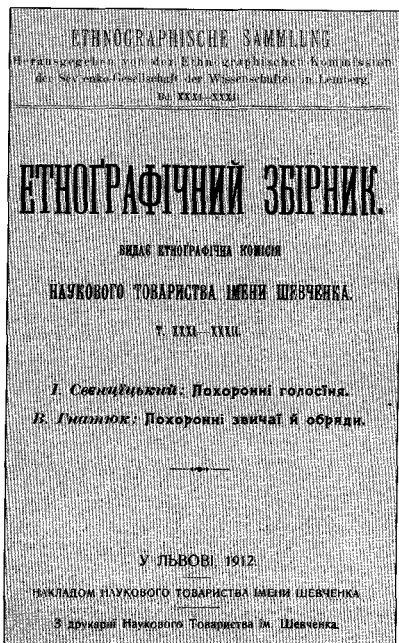 ETHNOGRAPHISCHE SAMMLUNG
Herausgegeben von der Ethnographischen Kommission
der Ševčenko-Gesellschaft der Wissenschaften in Lemberg.
Bd. XXXI—XXXII.
ЕТНОҐРАФІЧНИЙ ЗБІРНИК.
ВИДАЄ ЕТНОҐРАФІЧНА КОМІСІЯ
НАУКОВОГО ТОВАРИСТВА ІМЕНИ ШЕВЧЕНКА.
Т. XXXI—XXXII.
І. Свєнціцький: Похоронні голосіня.
В. Гнатюк: Похоронні звичаї й обряди.
У ЛЬВОВІ, 1912.
НАКЛАДОМ НАУКОВОГО ТОВАРИСТВА ІМЕНИ ШЕВЧЕНКА
З друкарні Наукового Товариства ім. Шевченка.